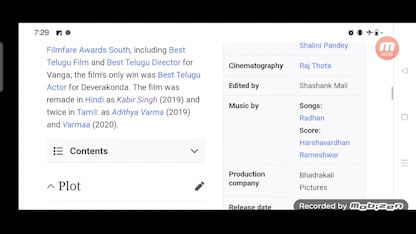 7:29
Filmfare Awards South, including Best
Telugu Film and Best Telugu Director for
Vanga; the film's only win was Best Telugu
Actor for Deverakonda. The film was
remade in Hindi as Kabir Singh (2019) and
twice in Tamil: as Adithya Varma (2019)
and Varmaa (2020).
Contents
Plot
Shalini Pandey
Cinematography Raj Thota
Edited by Shashank Mali
Music by Songs:
Radhan
Score:
Harshavardhan
Rameshwar
Production Bhadrakali
company Pictures
Release date
Recorded by Mobizen